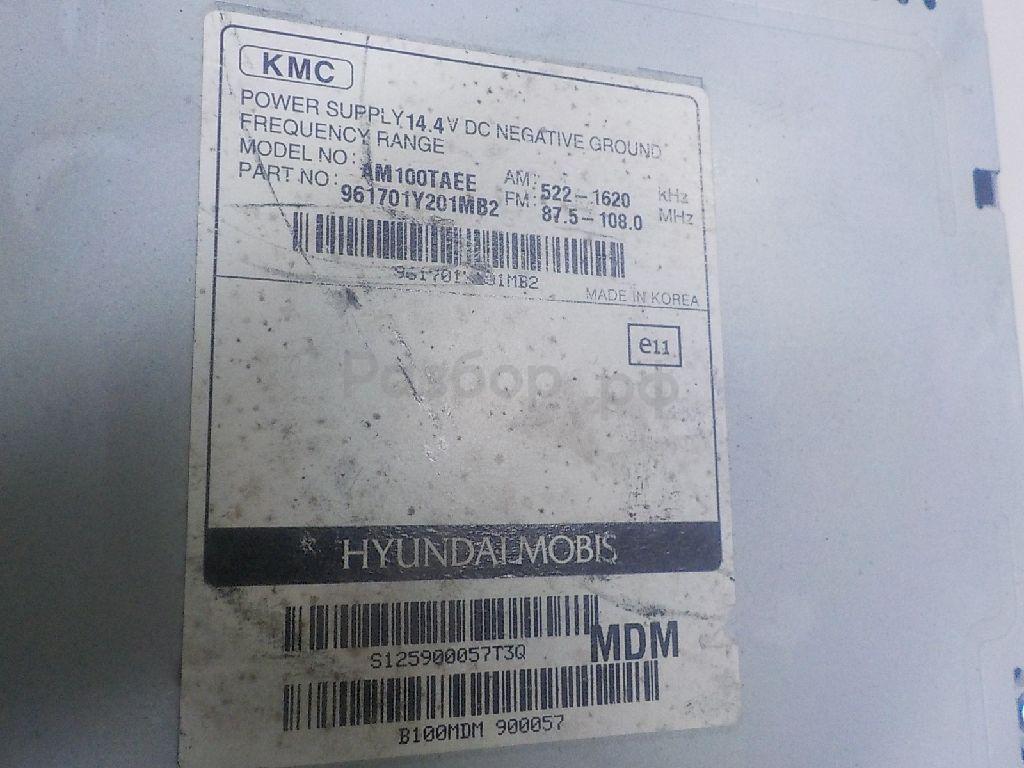 KMC
POWER SUPPLY 14.4V DC NEGATIVE GROUND
FREQUENCY RANGE
MODEL NO: AM100TAEE AM: 522-1620 kHz
PART NO: 961701Y201MB2 FM: 87.5-108.0 MHz
MADE IN KOREA
e11
Разбор.рф
HYUNDAI MOBIS
MDM
S125900057T3Q
B100MDM 900057